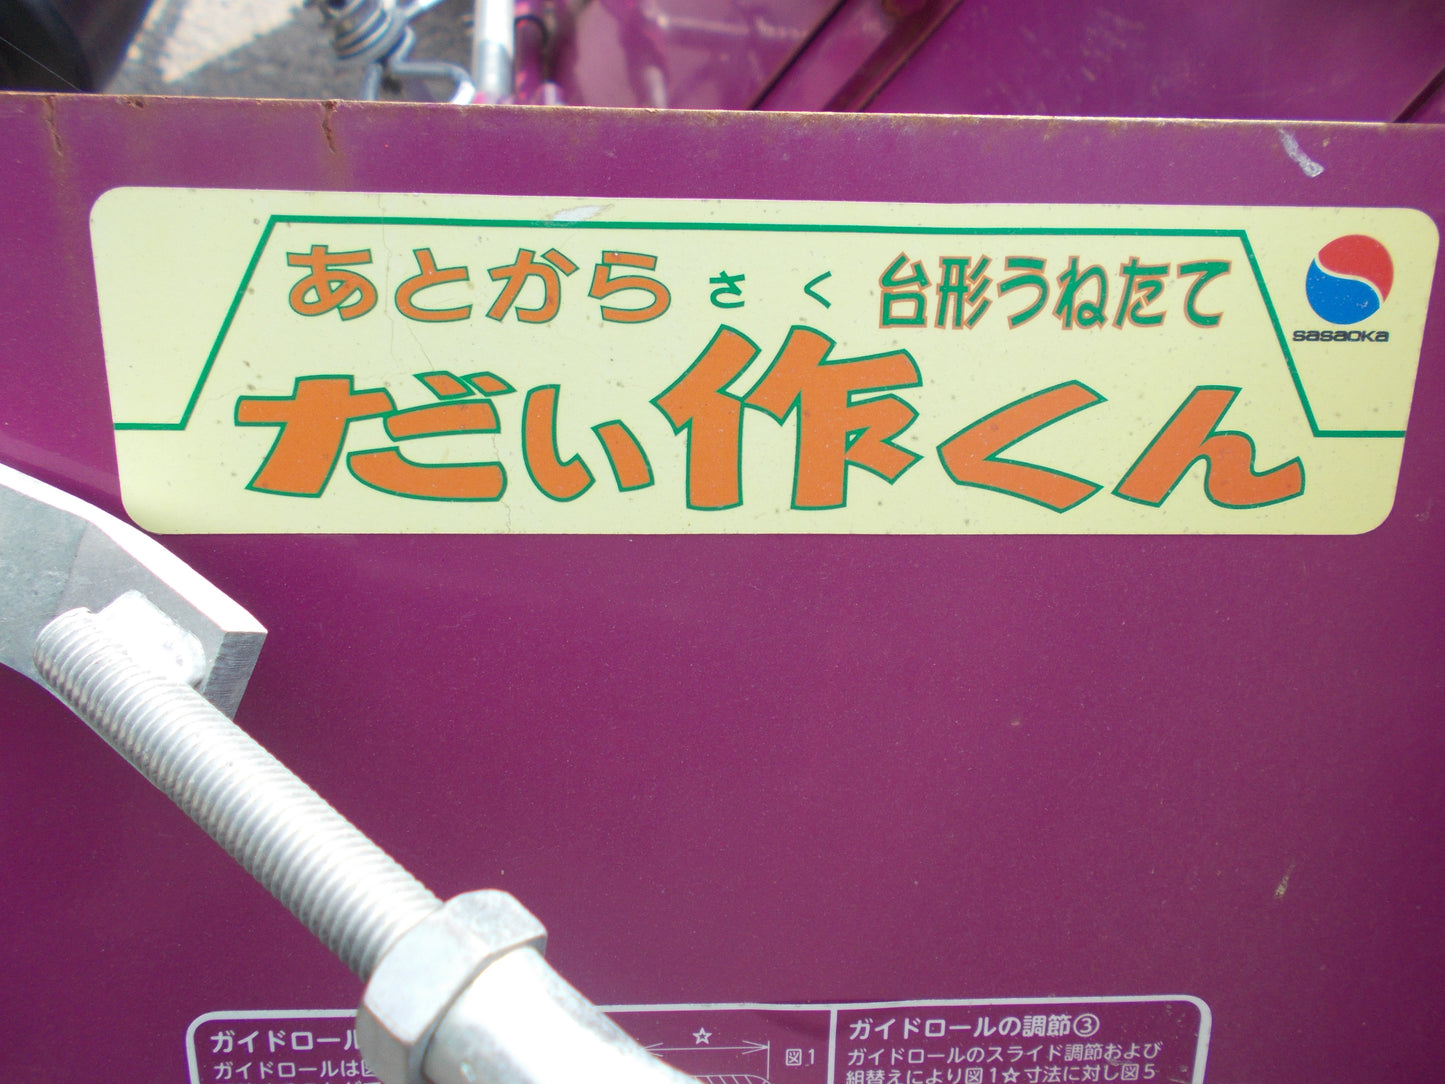 あとから さく 台形うねたて
だい作くん
sasaoka
ガイドロール
ガイドロールは
☆
図1
ガイドロールの調節③
ガイドロールのスライド調節および
組替えにより図1☆寸法に対し図5